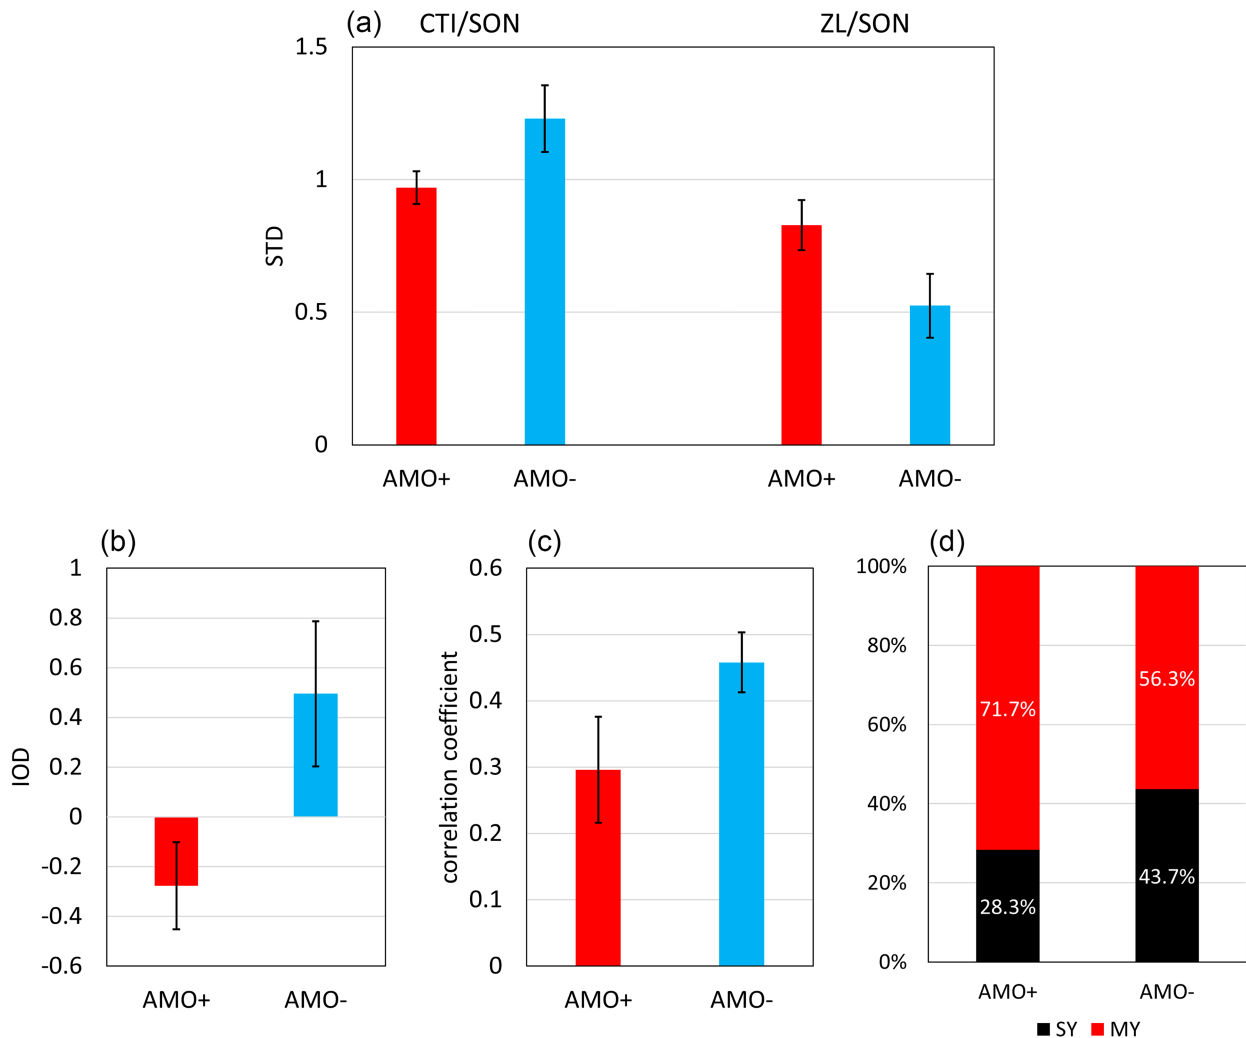 (a) CTI/SON ZL/SON
1.5
1
0.5
0
STD
AMO+ AMO- AMO+ AMO-
(b)
1
0.8
0.6
0.4
0.2
0
-0.2
-0.4
-0.6
IOD
AMO+ AMO-
(c)
0.6
0.5
0.4
0.3
0.2
0.1
0
correlation coefficient
AMO+ AMO-
(d)
100%
80%
60%
40%
20%
0%
71.7%
56.3%
28.3%
43.7%
AMO+ AMO-
SY MY